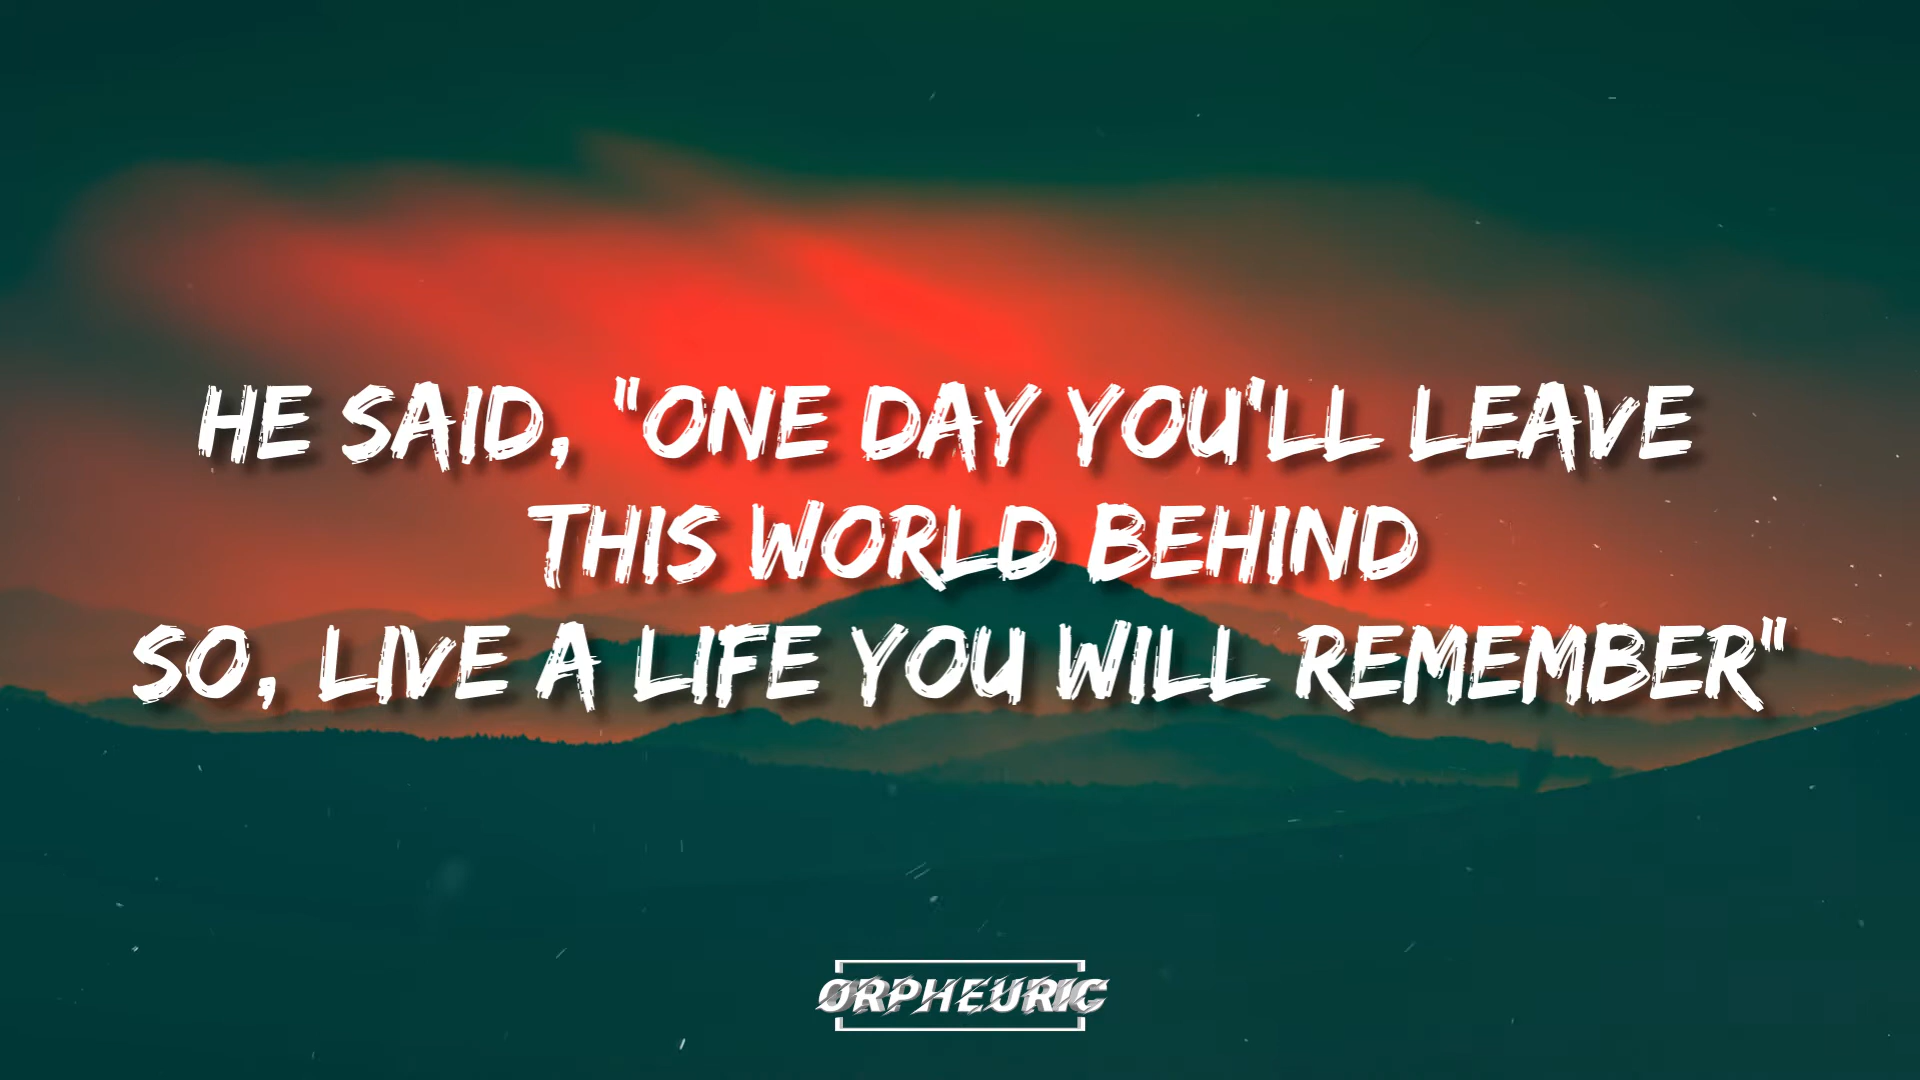 HE SAID, "ONE DAY YOU'LL LEAVE
THIS WORLD BEHIND
SO, LIVE A LIFE YOU WILL REMEMBER"
ORPHEURIC